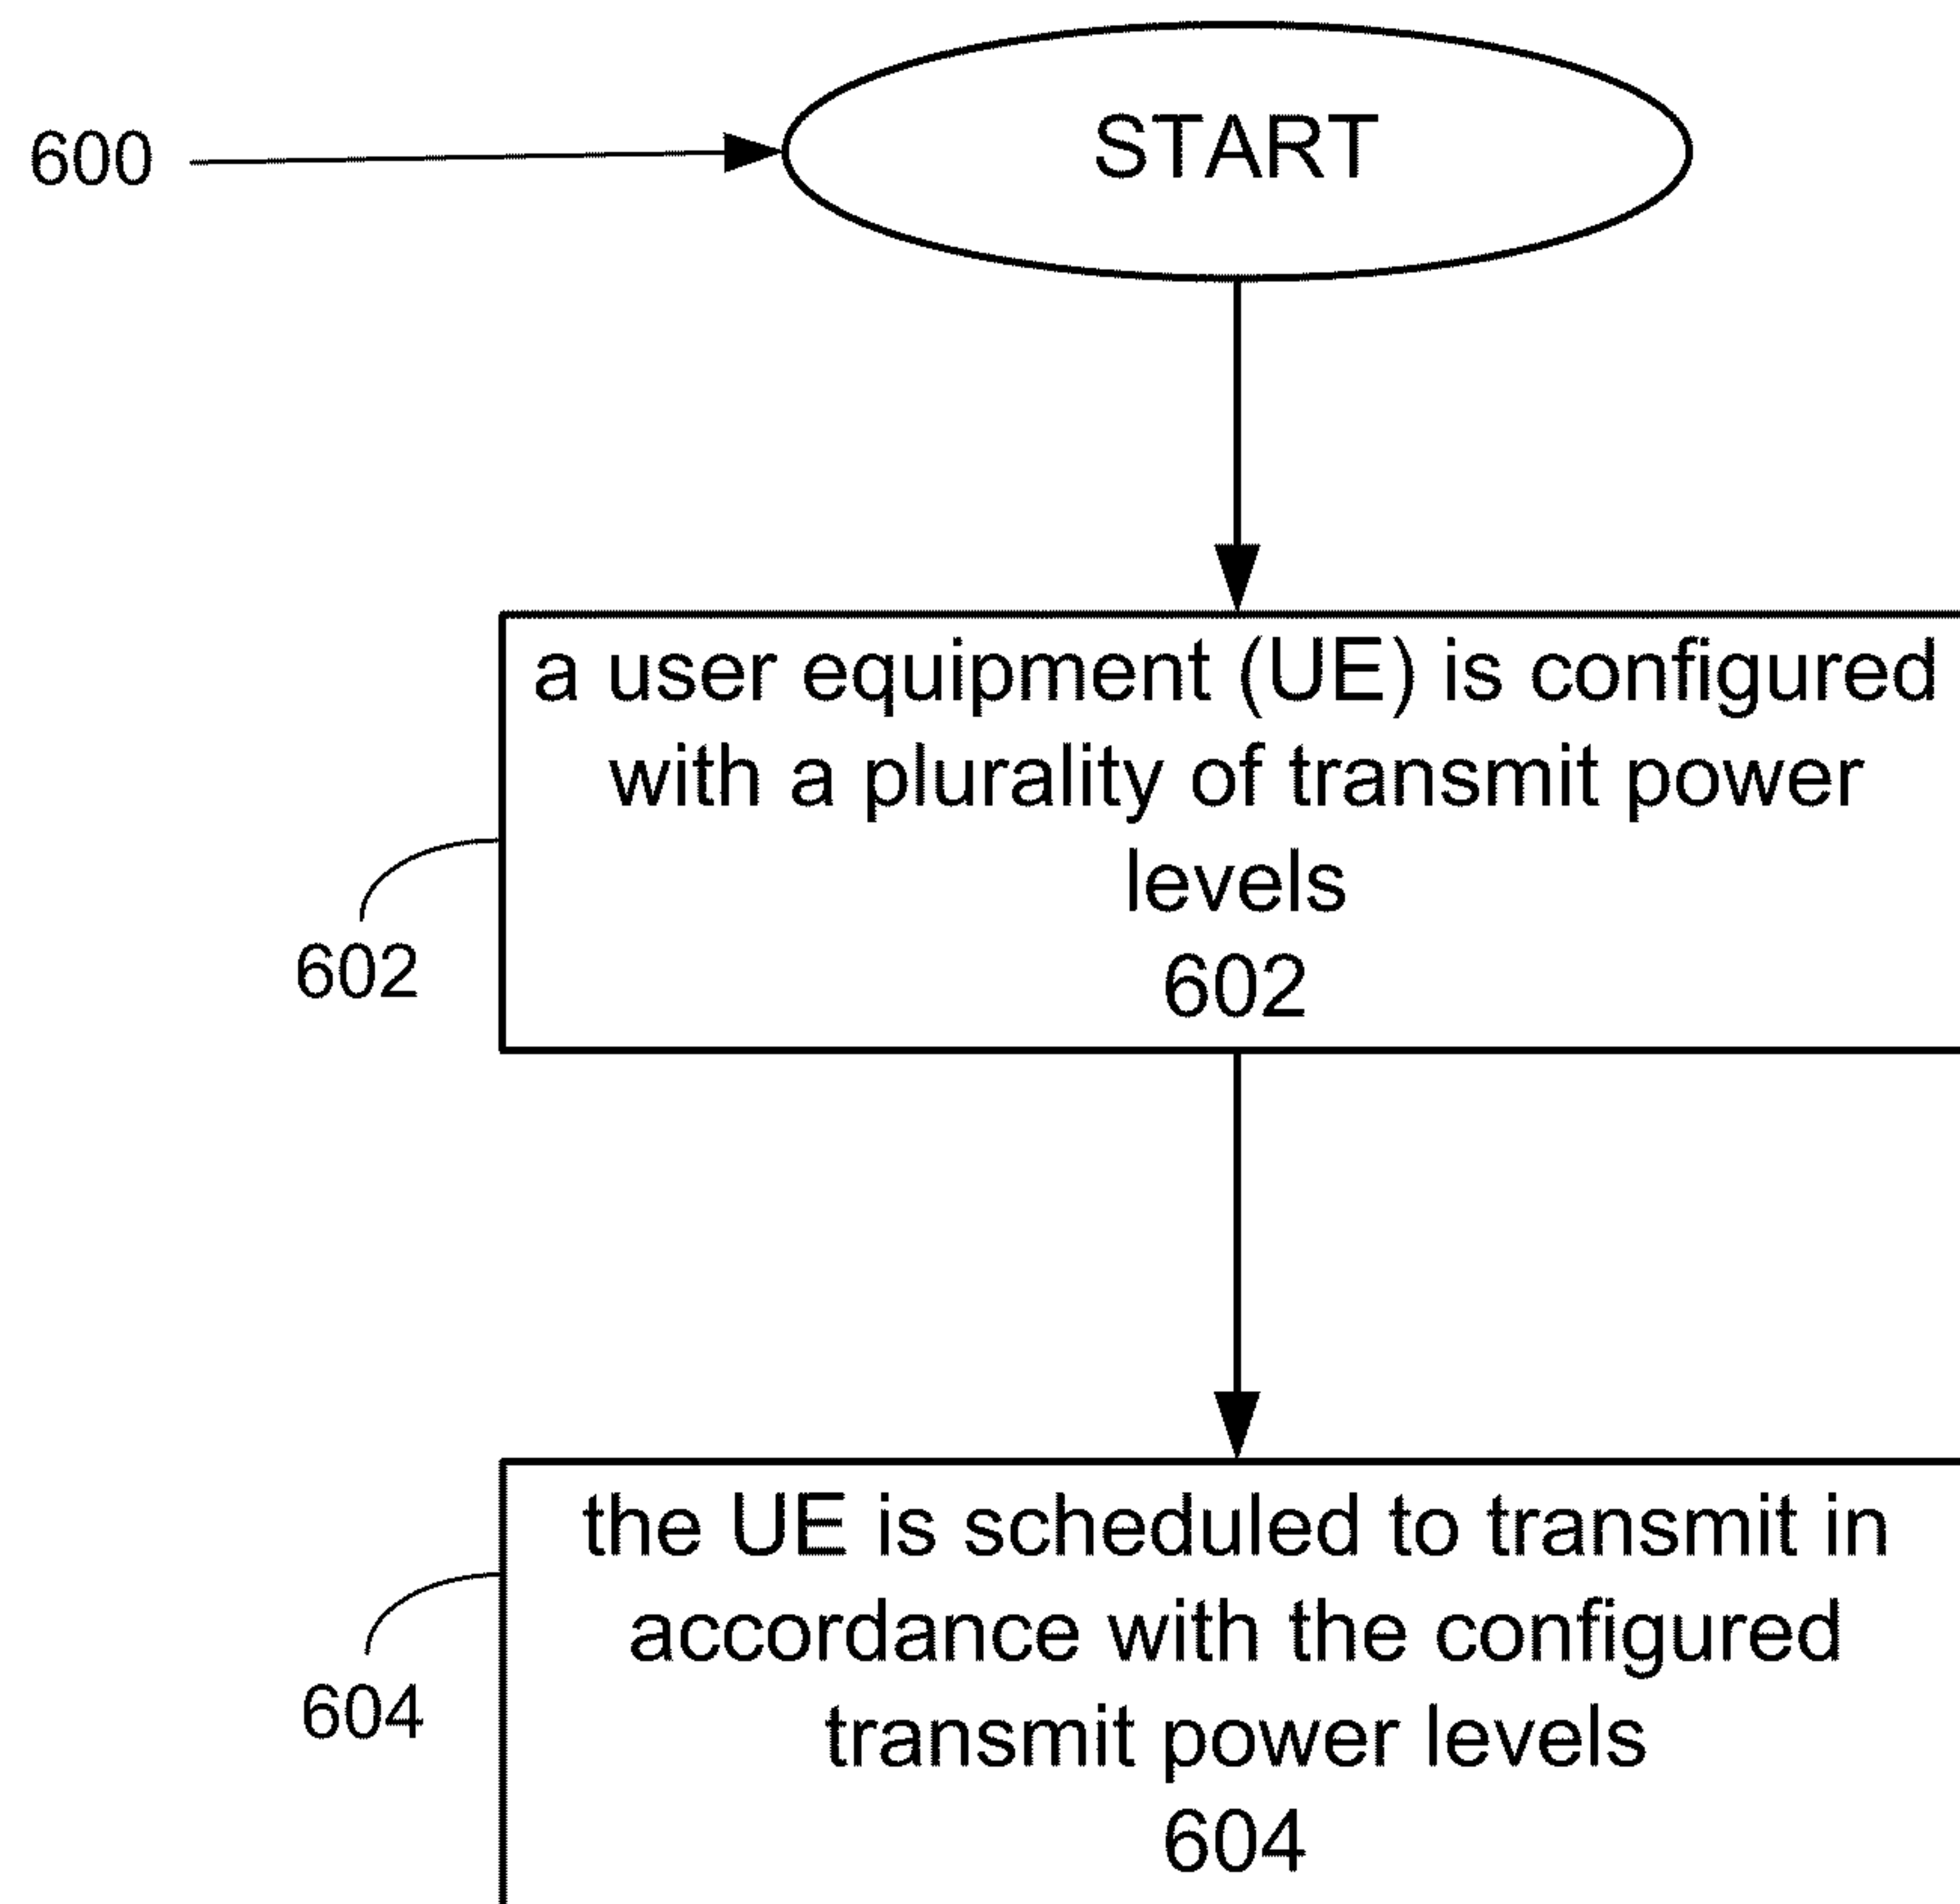 600
START
a user equipment (UE) is configured
with a plurality of transmit power
levels
602
602
the UE is scheduled to transmit in
accordance with the configured
transmit power levels
604
604